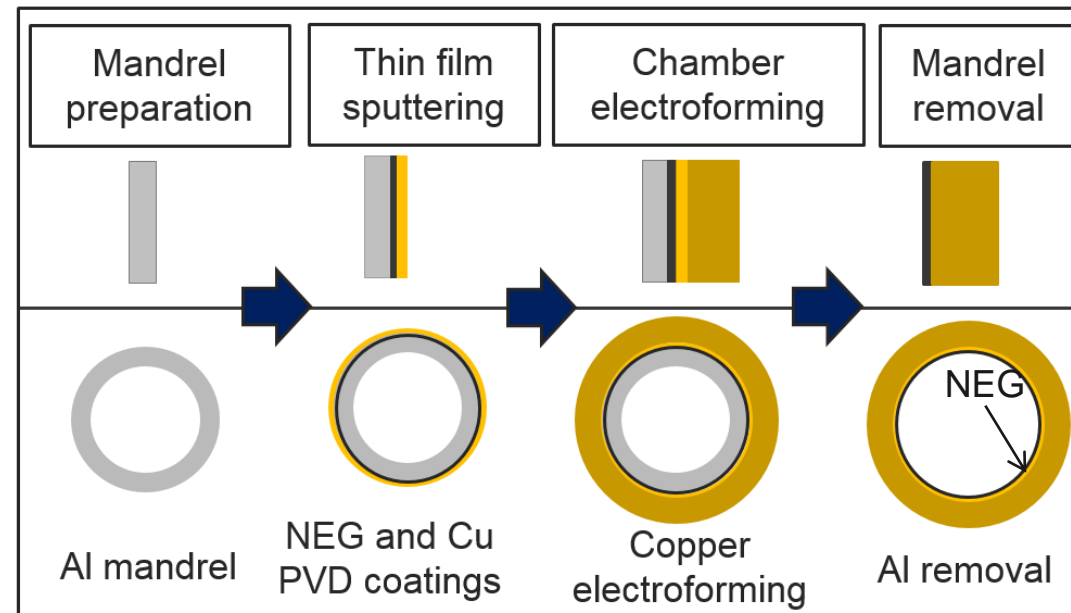 Mandrel
preparation
Thin film
sputtering
Chamber
electroforming
Mandrel
removal
NEG
Al mandrel
NEG and Cu
PVD coatings
Copper
electroforming
Al removal